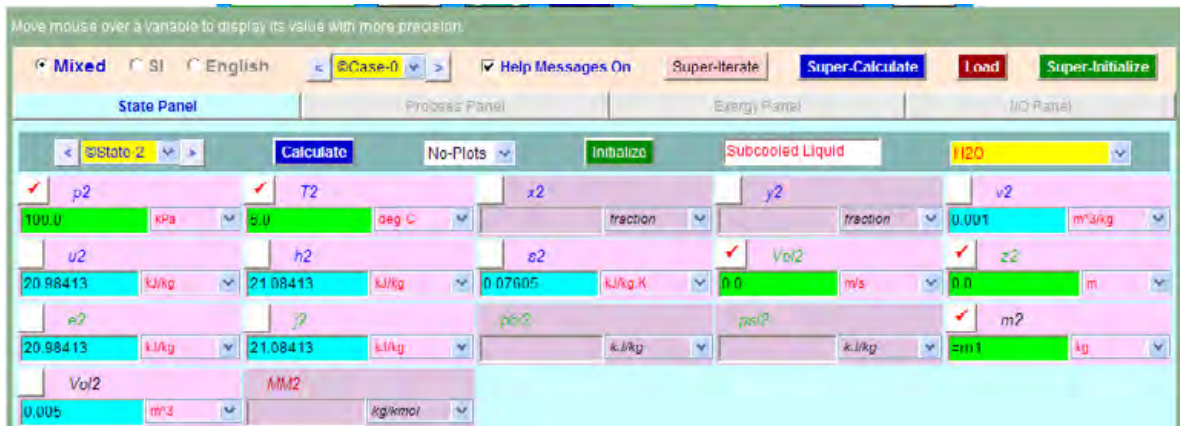 Move mouse over a variable to display its value with more precision.
Mixed SI English < ©Case-0 > Help Messages On Super-Iterate Super-Calculate Load Super-Initialize
State Panel Process Panel Exergy Panel I/O Panel
< ©State-2 > Calculate No-Plots Initialize Subcooled Liquid H2O
p2 T2 x2 y2 v2
100.0 kPa 5.0 deg-C fraction fraction 0.001 m^3/kg
u2 h2 s2 Vel2 z2
20.98413 kJ/kg 21.08413 kJ/kg 0.07605 kJ/kg.K 0.0 m/s 0.0 m
e2 j2 phi2 psi2 m2
20.98413 kJ/kg 21.08413 kJ/kg kJ/kg kJ/kg =m1 kg
Vol2 MM2
0.005 m^3 kg/kmol